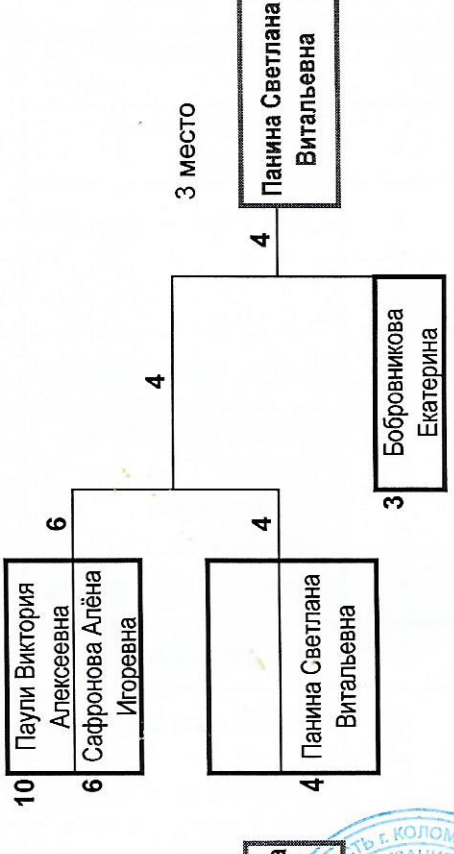 10
Паули Виктория
Алексеевна
6
Сафронова Алёна
Игоревна
6
4
Панина Светлана
Витальевна
4
4
3
Бобровникова
Екатерина
4
3 место
Панина Светлана
Витальевна
а
г. КОЛОМ